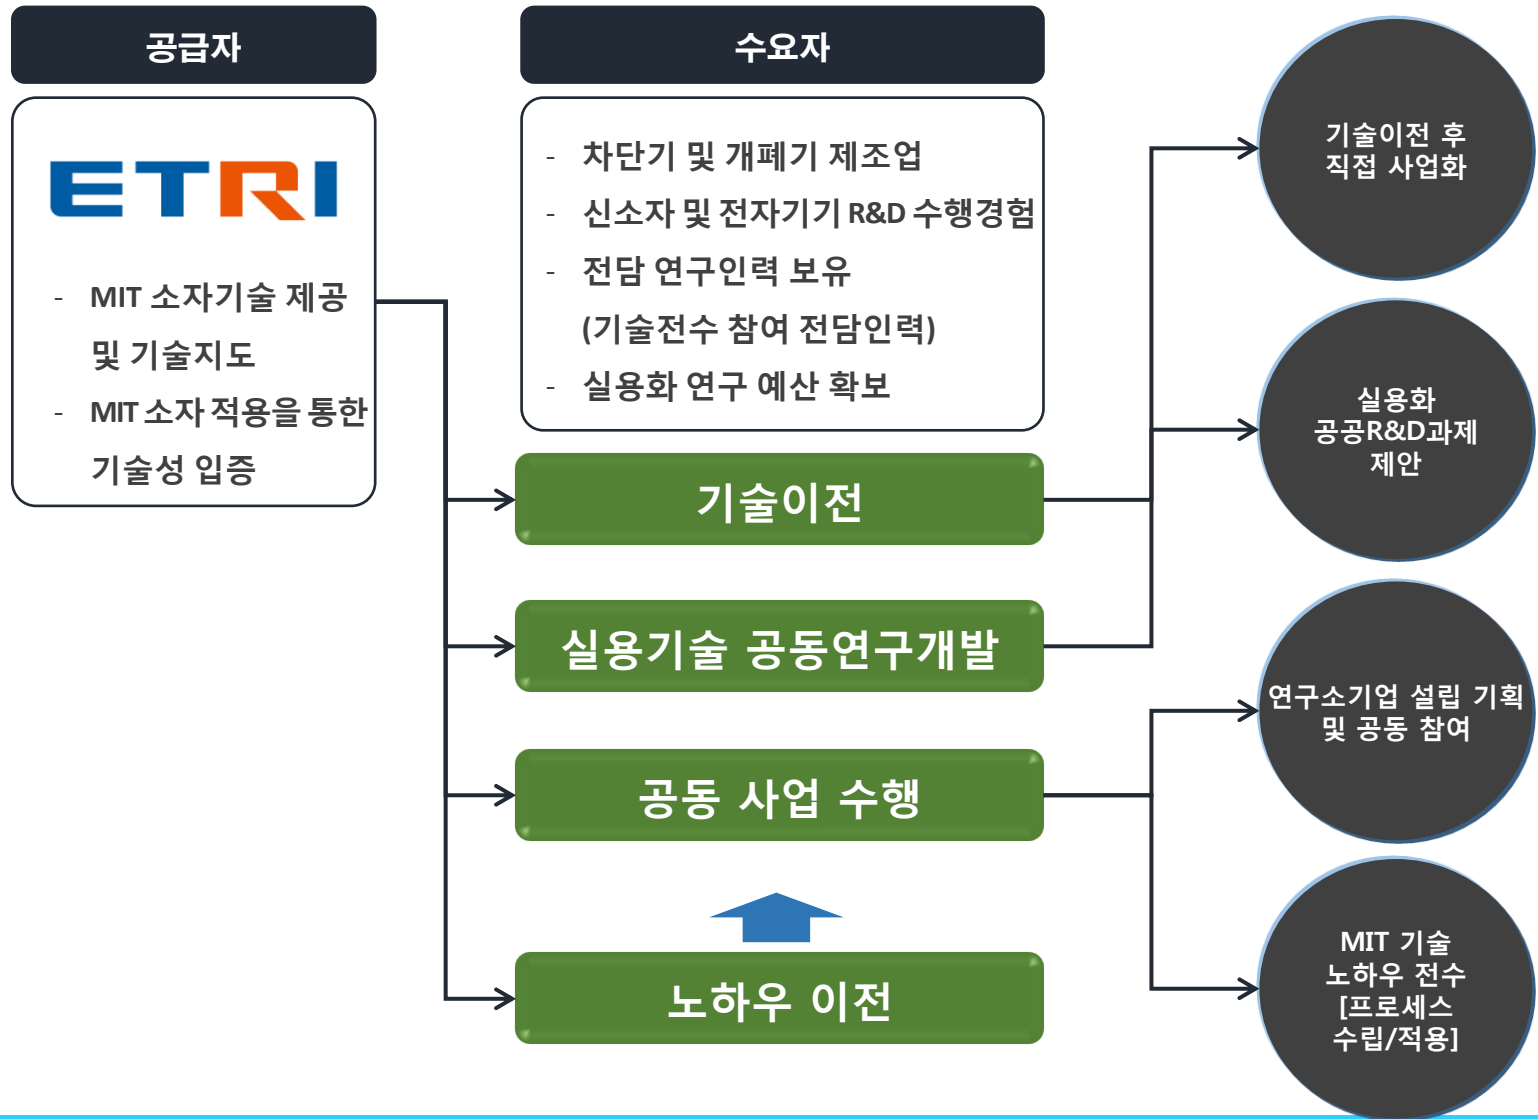 공급자
ETRI
- MIT 소자기술 제공
및 기술지도
- MIT 소자 적용을 통한
기술성 입증
수요자
- 차단기 및 개폐기 제조업
- 신소자 및 전자기기 R&D 수행경험
- 전담 연구인력 보유
(기술전수 참여 전담인력)
- 실용화 연구 예산 확보
기술이전
실용기술 공동연구개발
공동 사업 수행
노하우 이전
기술이전 후
직접 사업화
실용화
공공R&D과제
제안
연구소기업 설립 기획
및 공동 참여
MIT 기술
노하우 전수
[프로세스
수립/적용]